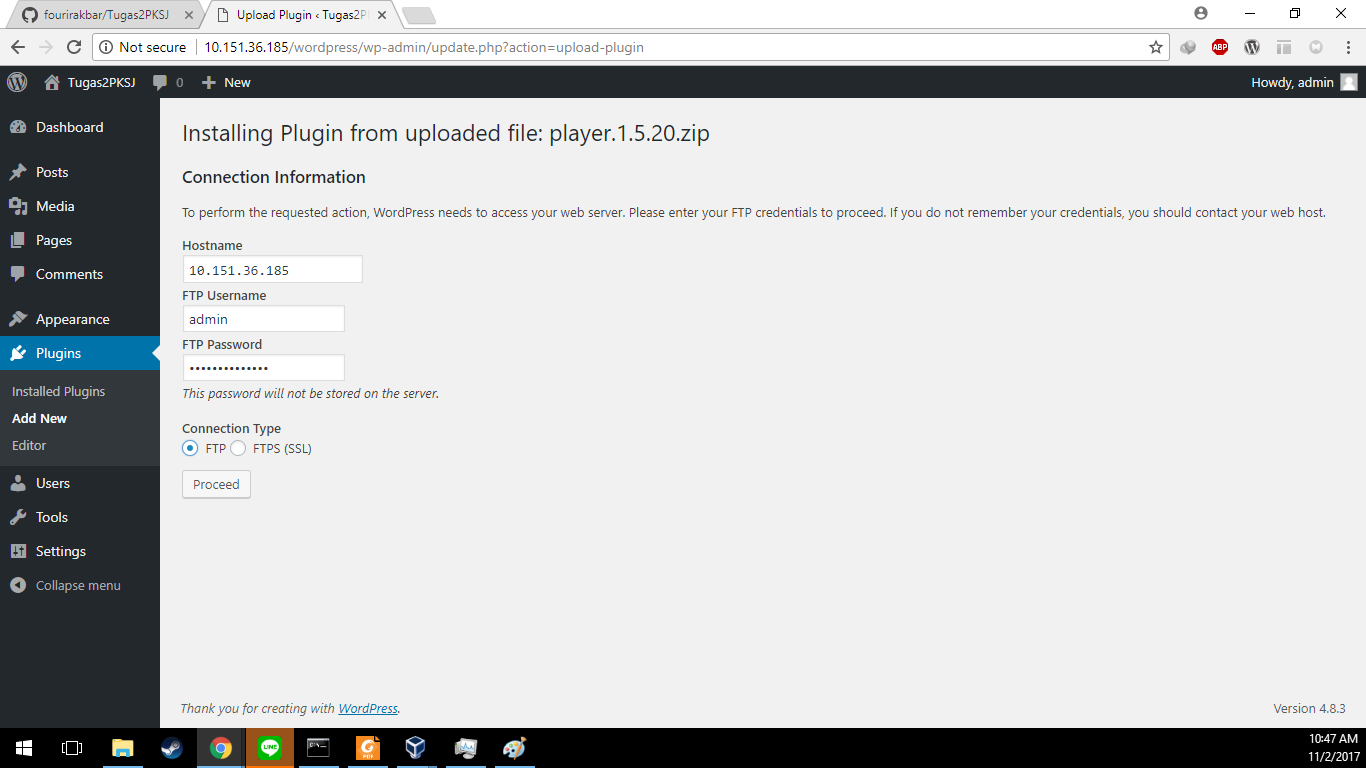 fourirakbar/Tugas2PKSJ
Upload Plugin ‹ Tugas2P
Not secure
10.151.36.185/wordpress/wp-admin/update.php?action=upload-plugin
ABP
Tugas2PKSJ
0
New
Howdy, admin
Dashboard
Posts
Media
Pages
Comments
Appearance
Plugins
Installed Plugins
Add New
Editor
Users
Tools
Settings
Collapse menu
Installing Plugin from uploaded file: player.1.5.20.zip
Connection Information
To perform the requested action, WordPress needs to access your web server. Please enter your FTP credentials to proceed. If you do not remember your credentials, you should contact your web host.
Hostname
10.151.36.185
FTP Username
admin
FTP Password
••••••••••••••
This password will not be stored on the server.
Connection Type
FTP FTPS (SSL)
Proceed
Thank you for creating with WordPress.
Version 4.8.3
LINE
PDF
10:47 AM
11/2/2017